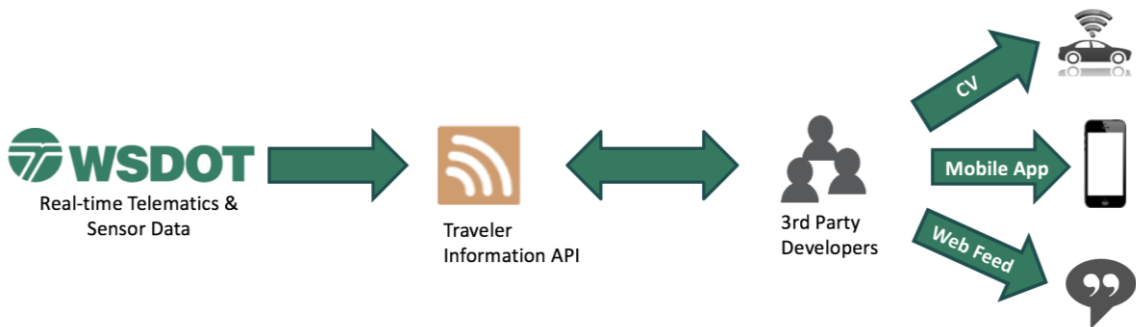 WSDOT
Real-time Telematics &
Sensor Data
Traveler
Information API
3rd Party
Developers
CV
Mobile App
Web Feed